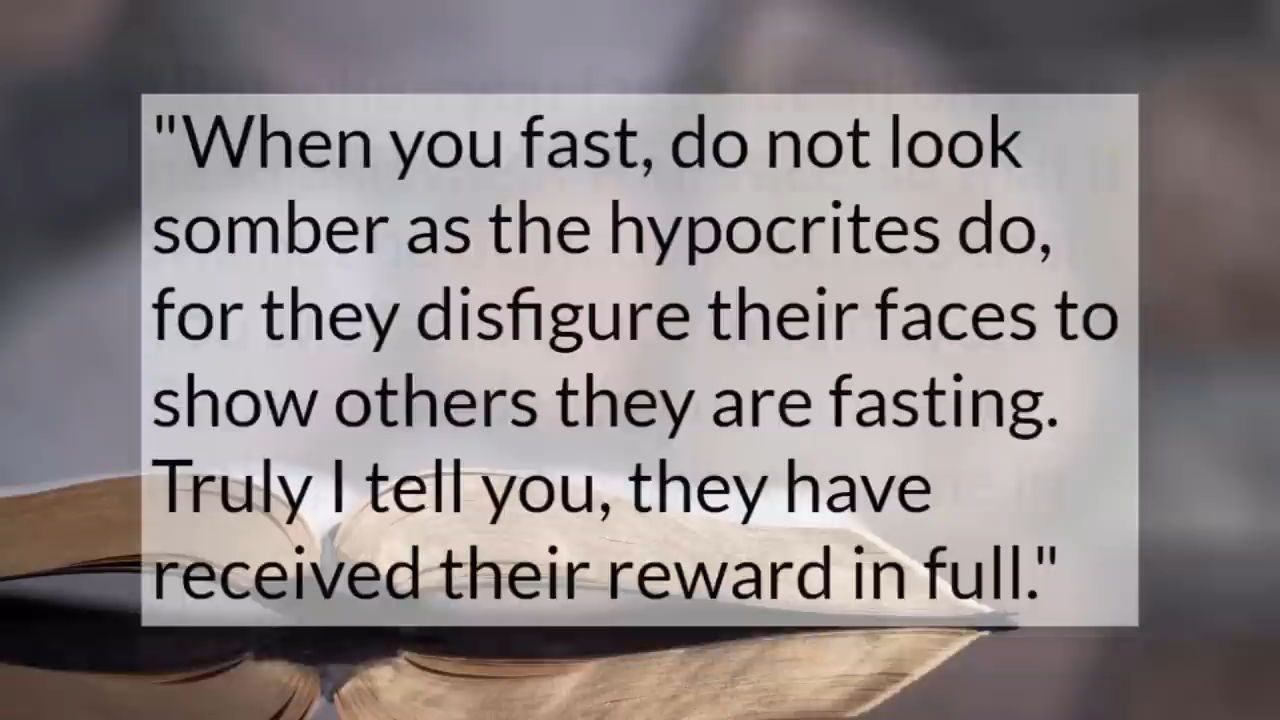 "When you fast, do not look
somber as the hypocrites do,
for they disfigure their faces to
show others they are fasting.
Truly I tell you, they have
received their reward in full."